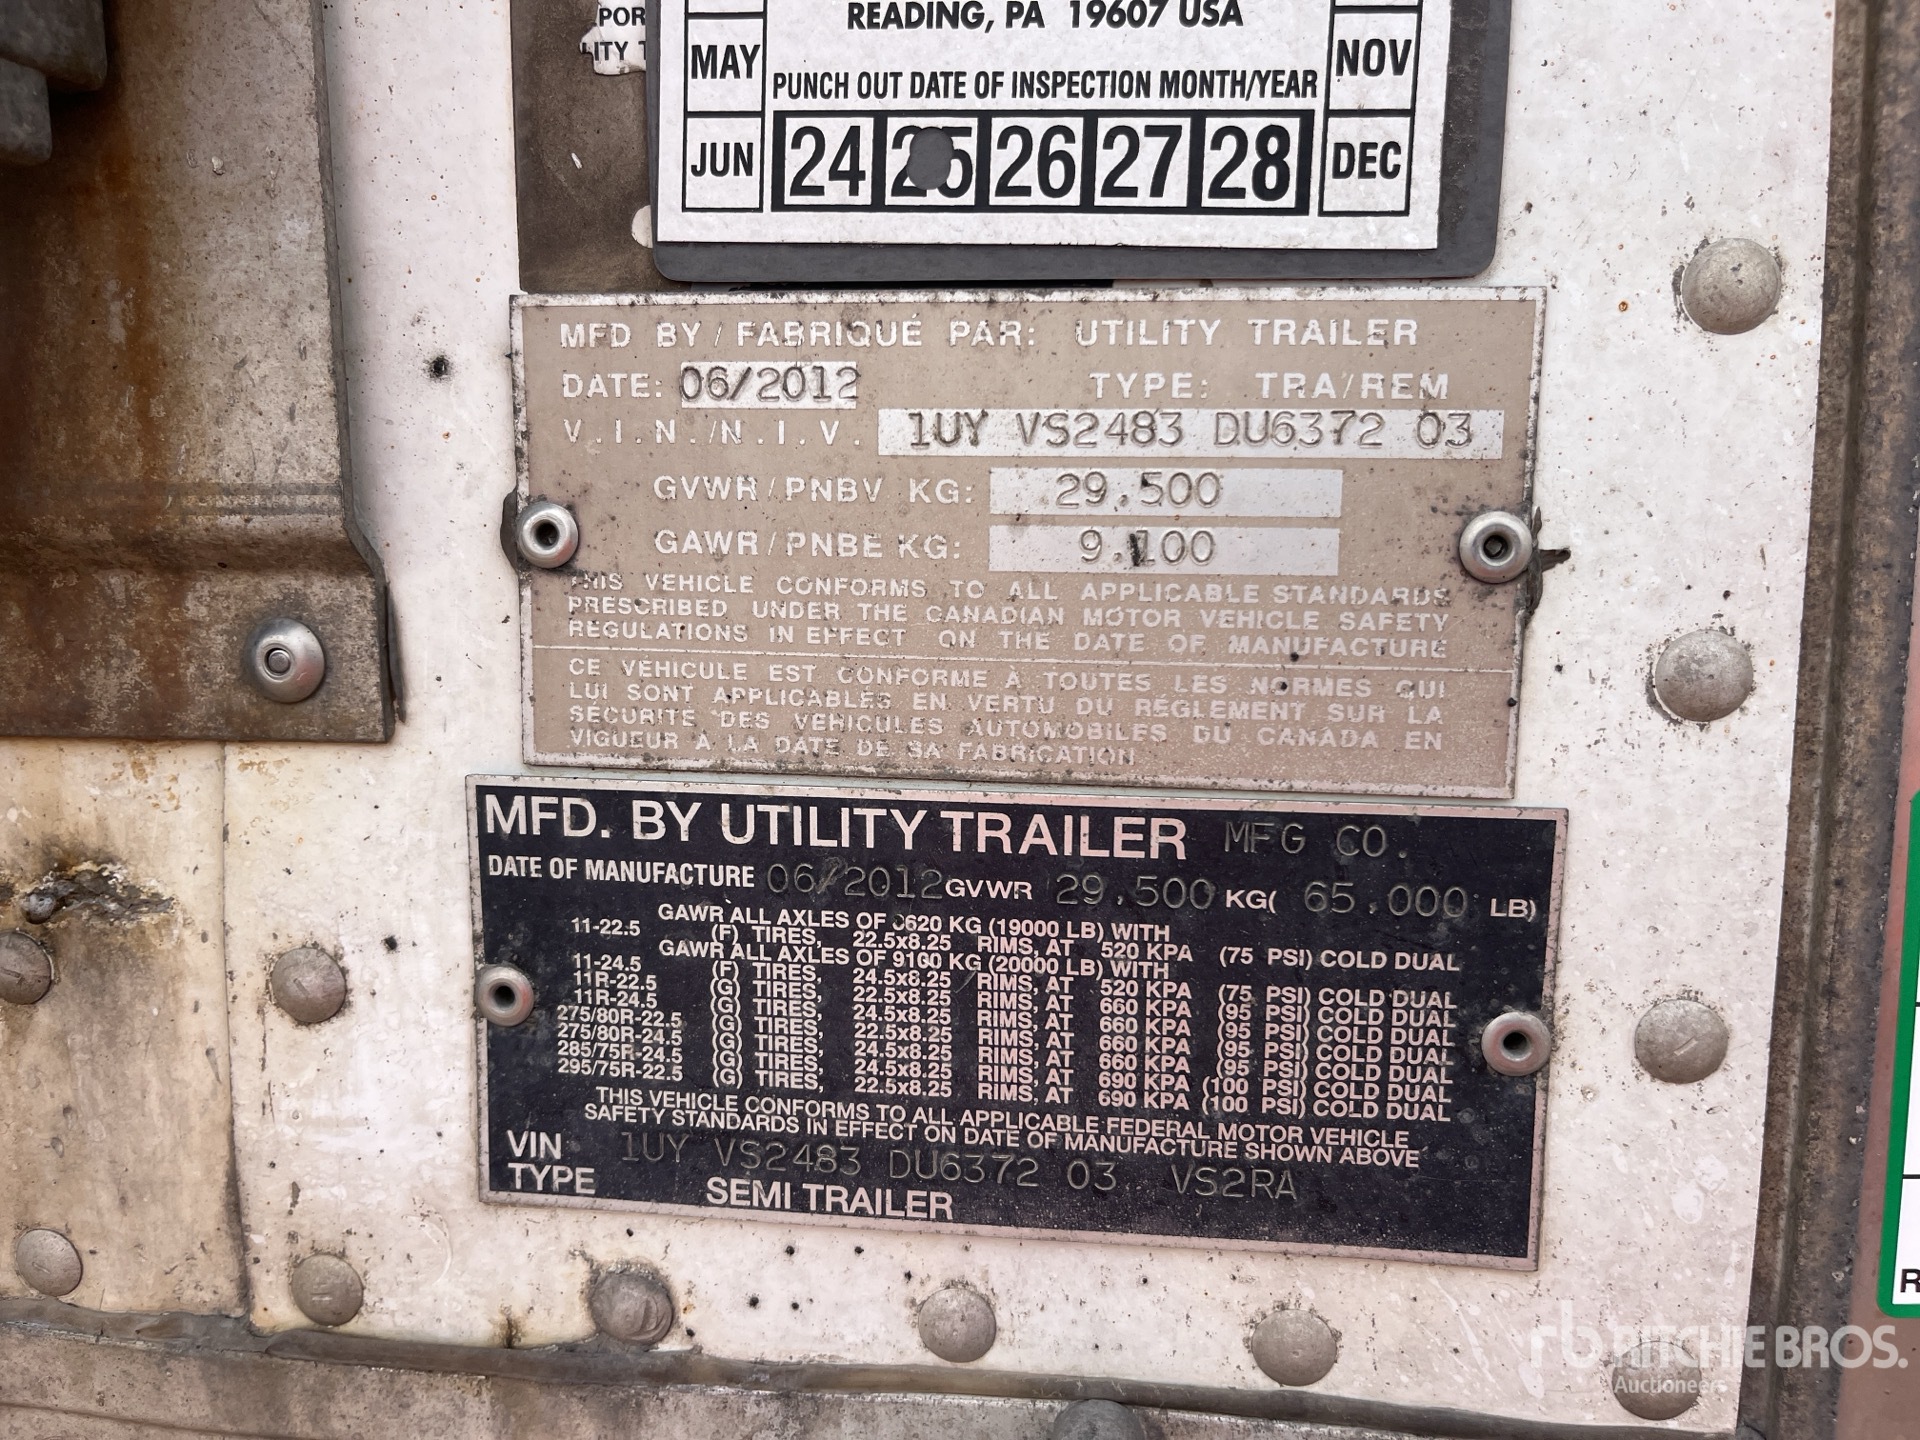 READING, PA 19607 USA
MAY
NOV
PUNCH OUT DATE OF INSPECTION MONTH/YEAR
JUN 24 25 26 27 28 DEC
MFD BY / FABRIQUÉ PAR: UTILITY TRAILER
DATE: 06/2012 TYPE: TRA/REM
V.I.N./N.I.V. 1UY VS2483 DU6372 03
GVWR / PNBV KG: 29.500
GAWR / PNBE KG: 9.100
THIS VEHICLE CONFORMS TO ALL APPLICABLE STANDARDS
PRESCRIBED UNDER THE CANADIAN MOTOR VEHICLE SAFETY
REGULATIONS IN EFFECT ON THE DATE OF MANUFACTURE
CE VÉHICULE EST CONFORME À TOUTES LES NORMES QUI
LUI SONT APPLICABLES EN VERTU DU RÉGLEMENT SUR LA
SÉCURITÉ DES VÉHICULES AUTOMOBILES DU CANADA EN
VIGUEUR À LA DATE DE SA FABRICATION
MFD. BY UTILITY TRAILER MFG CO.
DATE OF MANUFACTURE 06/2012 GVWR 29.500 KG( 65.000 LB)
GAWR ALL AXLES OF 8620 KG (19000 LB) WITH
11-22.5 (F) TIRES, 22.5x8.25 RIMS, AT 520 KPA (75 PSI) COLD DUAL
GAWR ALL AXLES OF 9100 KG (20000 LB) WITH
11-24.5 (F) TIRES, 24.5x8.25 RIMS, AT 520 KPA (75 PSI) COLD DUAL
11R-22.5 (G) TIRES, 22.5x8.25 RIMS, AT 660 KPA (95 PSI) COLD DUAL
11R-24.5 (G) TIRES, 24.5x8.25 RIMS, AT 660 KPA (95 PSI) COLD DUAL
275/80R-22.5 (G) TIRES, 22.5x8.25 RIMS, AT 660 KPA (95 PSI) COLD DUAL
275/80R-24.5 (G) TIRES, 24.5x8.25 RIMS, AT 660 KPA (95 PSI) COLD DUAL
285/75R-24.5 (G) TIRES, 24.5x8.25 RIMS, AT 690 KPA (100 PSI) COLD DUAL
295/75R-22.5 (G) TIRES, 22.5x8.25 RIMS, AT 690 KPA (100 PSI) COLD DUAL
THIS VEHICLE CONFORMS TO ALL APPLICABLE FEDERAL MOTOR VEHICLE
SAFETY STANDARDS IN EFFECT ON DATE OF MANUFACTURE SHOWN ABOVE
VIN 1UY VS2483 DU6372 03 VS2RA
TYPE SEMI TRAILER
rb RITCHIE BROS.
Auctioneers